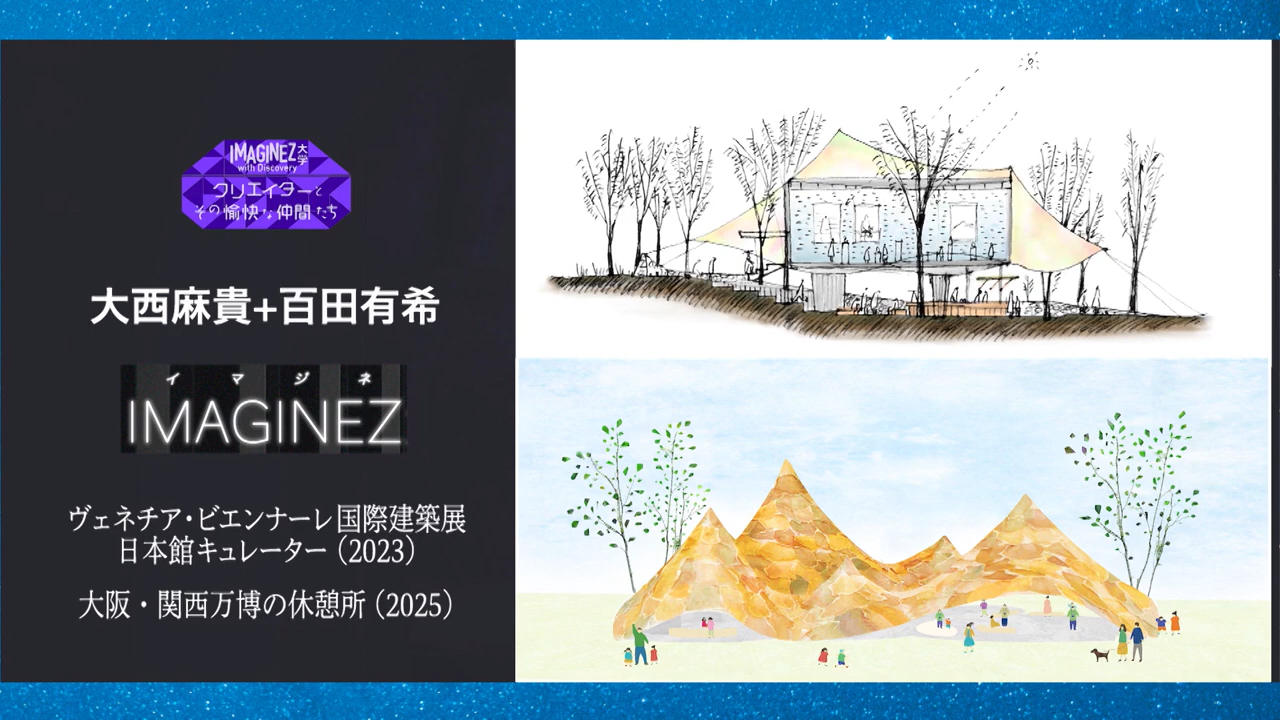 IMAGINEZ大学
with Discovery
クリエイターと
その愉快な仲間たち
大西麻貴+百田有希
イマジネ
IMAGINEZ
ヴェネチア・ビエンナーレ国際建築展
日本館キュレーター（2023）
大阪・関西万博の休憩所（2025）